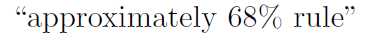 “approximately 68% rule”